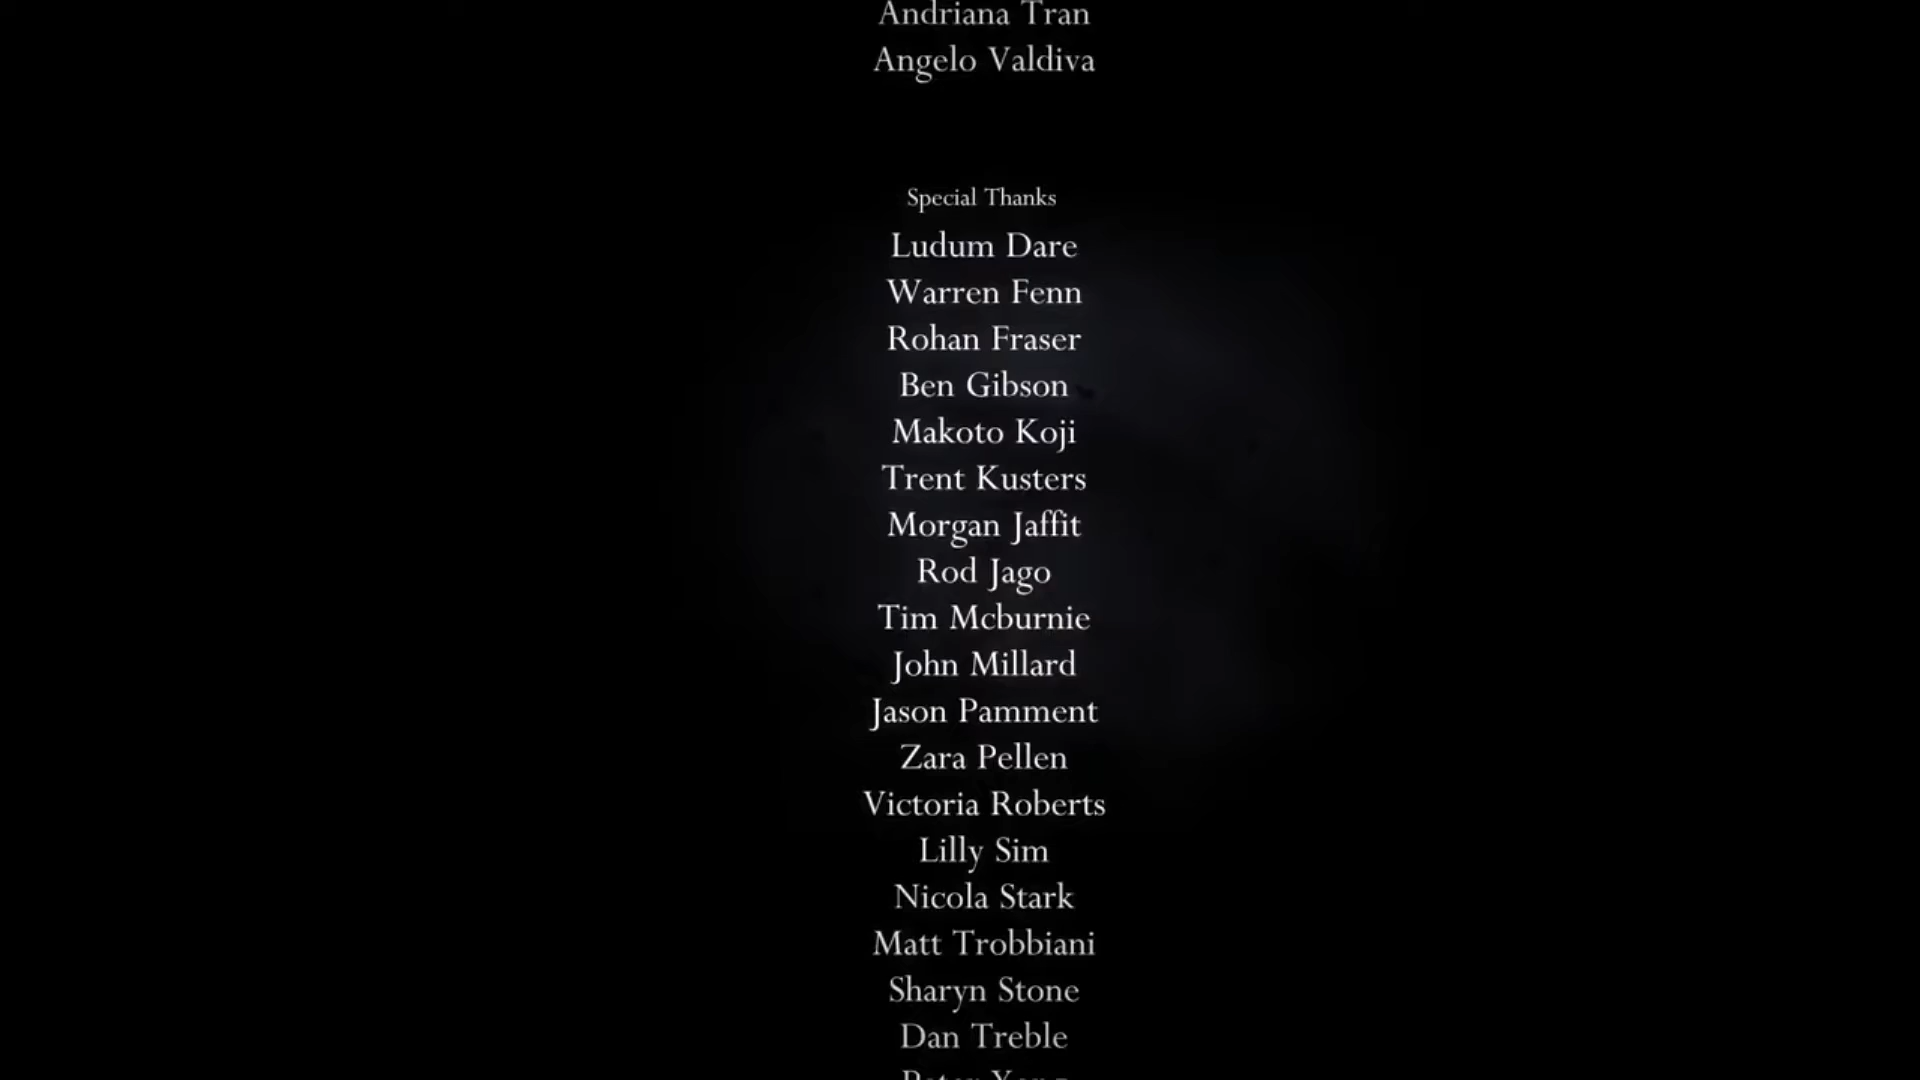 Andriana Tran
Angelo Valdiva
Special Thanks
Ludum Dare
Warren Fenn
Rohan Fraser
Ben Gibson
Makoto Koji
Trent Kusters
Morgan Jaffit
Rod Jago
Tim Mcburnie
John Millard
Jason Pamment
Zara Pellen
Victoria Roberts
Lilly Sim
Nicola Stark
Matt Trobbiani
Sharyn Stone
Dan Treble